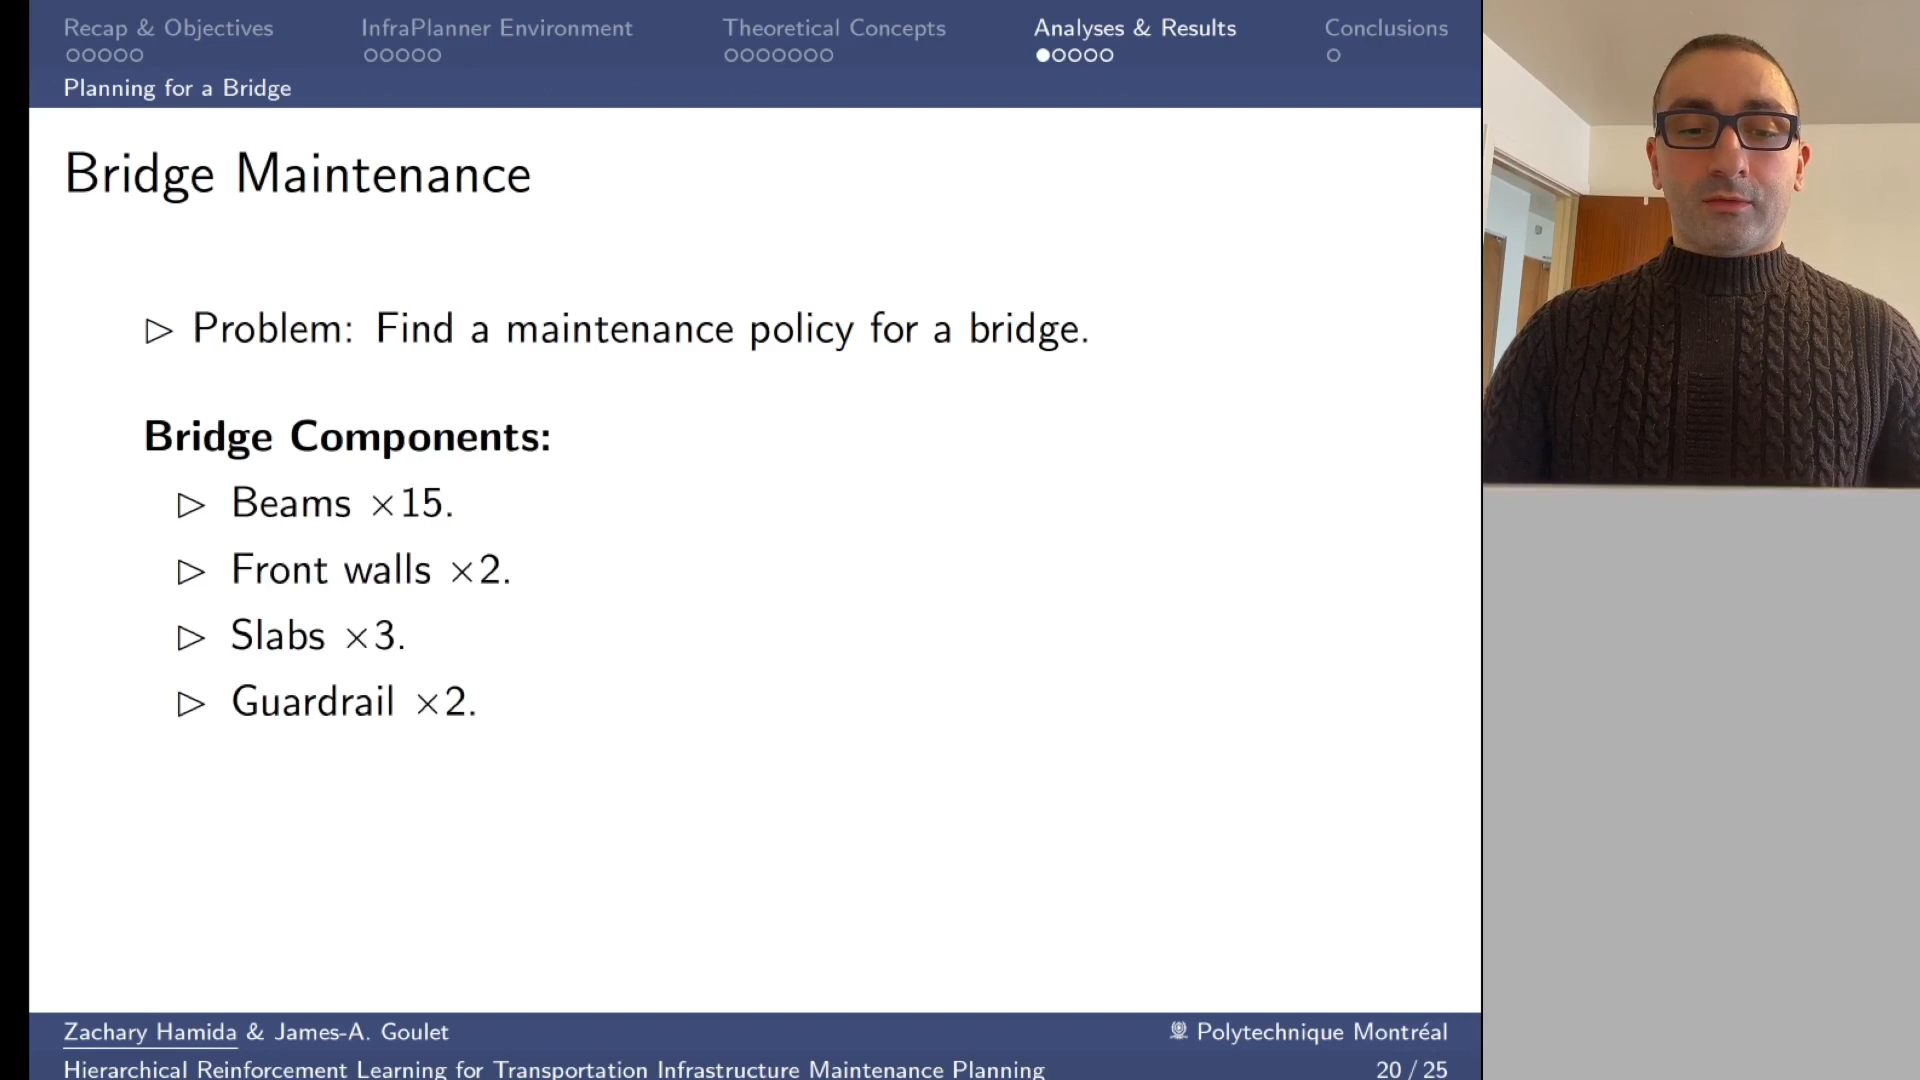 Recap & Objectives
InfraPlanner Environment
Theoretical Concepts
Analyses & Results
Conclusions
Planning for a Bridge
Bridge Maintenance
▷ Problem: Find a maintenance policy for a bridge.
Bridge Components:
▷ Beams ×15.
▷ Front walls ×2.
▷ Slabs ×3.
▷ Guardrail ×2.
Zachary Hamida & James-A. Goulet
Polytechnique Montréal
Hierarchical Reinforcement Learning for Transportation Infrastructure Maintenance Planning
20 / 25